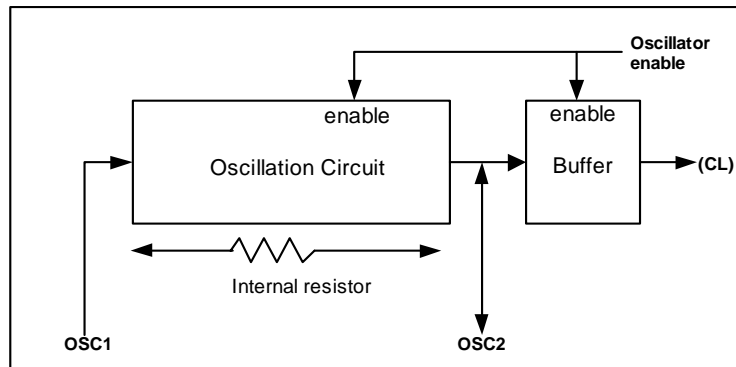 Oscillator
enable
enable
enable
Oscillation Circuit
Buffer
(CL)
Internal resistor
OSC1
OSC2